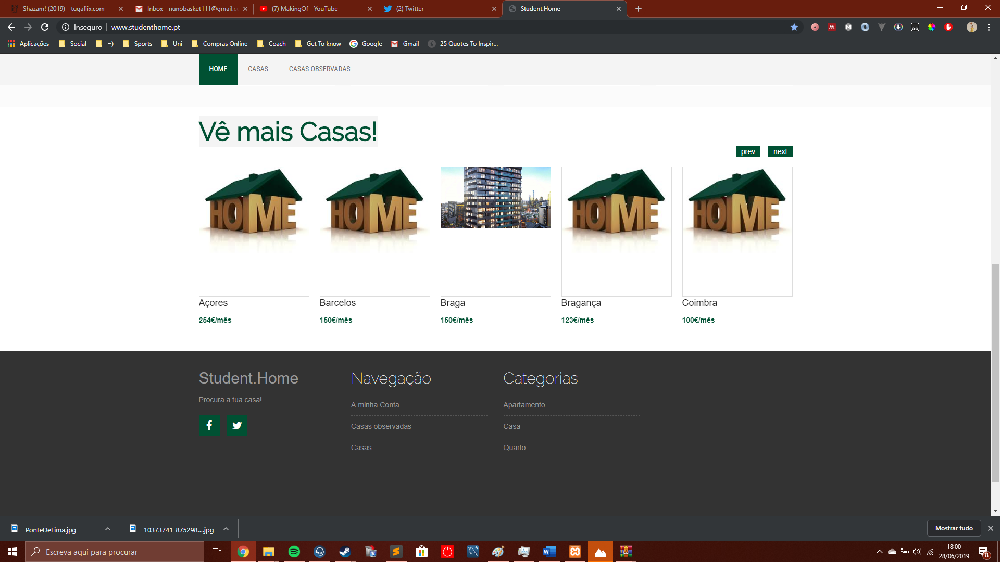 Shazam! (2019) - tugaflix.com
Inbox - nunobasket111@gmail.c
(7) MakingOf - YouTube
(2) Twitter
Student.Home
Inseguro
www.studenthome.pt
Aplicações
Social
=)
Sports
Uni
Compras Online
Coach
Get To know
Google
Gmail
25 Quotes To Inspir...
HOME
CASAS
CASAS OBSERVADAS
Vê mais Casas!
prev
next
HOME
HOME
HOME
HOME
Açores
Barcelos
Braga
Bragança
Coimbra
254€/mês
150€/mês
150€/mês
123€/mês
100€/mês
Student.Home
Procura a tua casa!
Navegação
A minha Conta
Casas observadas
Casas
Categorias
Apartamento
Casa
Quarto
PonteDeLima.jpg
10373741_875298....jpg
Mostrar tudo
Escreva aqui para procurar
18:00
28/06/2019
8